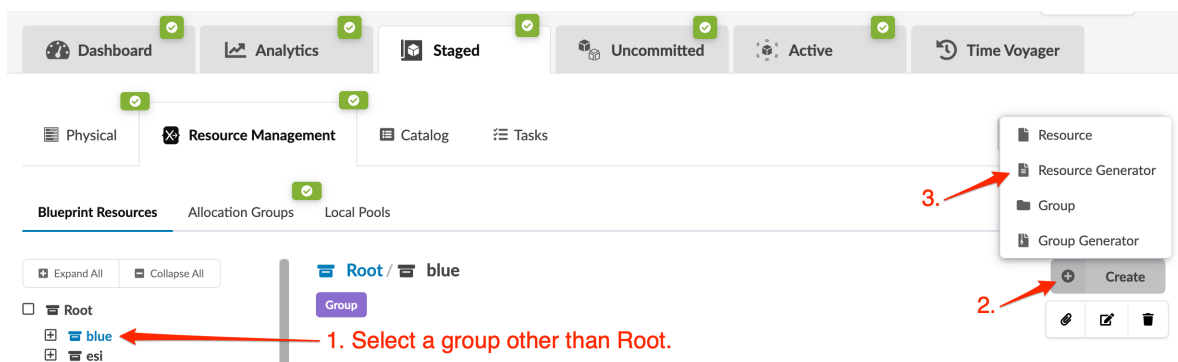 Dashboard
Analytics
Staged
Uncommitted
Active
Time Voyager
Physical
Resource Management
Catalog
Tasks
Resource
Resource Generator
Group
Group Generator
3.
Blueprint Resources
Allocation Groups
Local Pools
Expand All
Collapse All
Root / blue
Create
2.
Group
Root
blue
1. Select a group other than Root.
esi